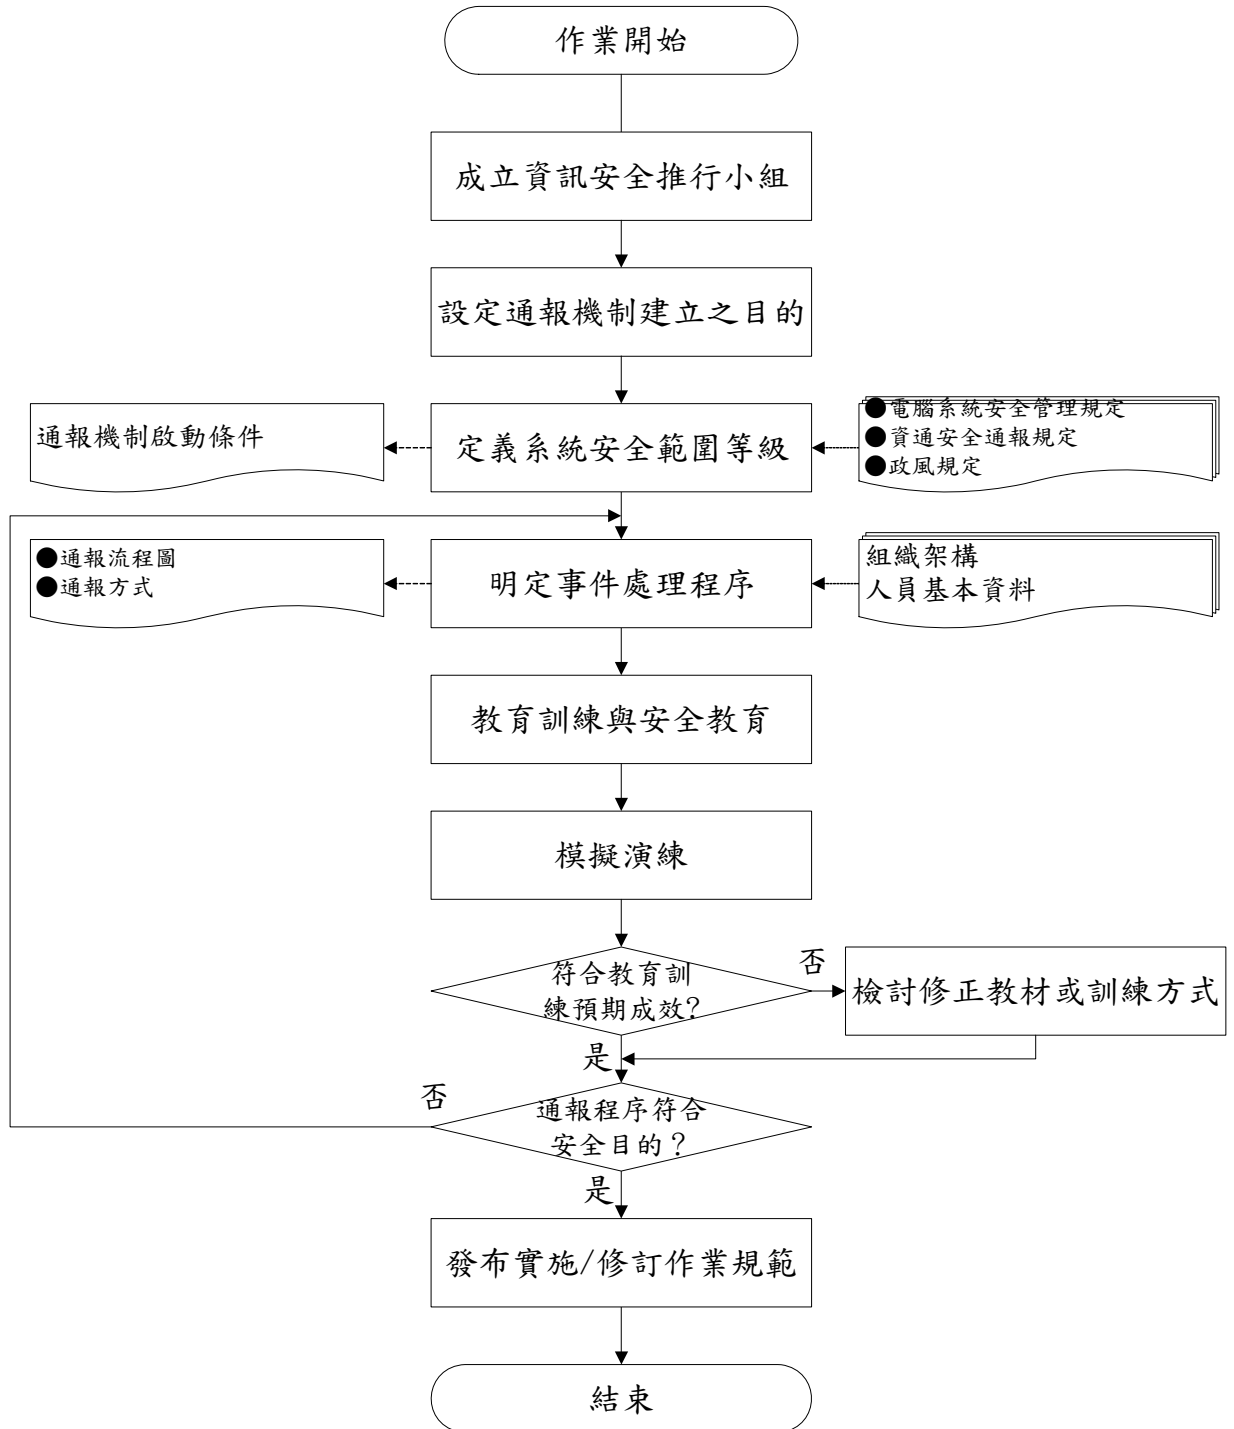 作業開始
成立資訊安全推行小組
設定通報機制建立之目的
通報機制啟動條件
定義系統安全範圍等級
●電腦系統安全管理規定
●資通安全通報規定
●政風規定
●通報流程圖
●通報方式
明定事件處理程序
組織架構
人員基本資料
教育訓練與安全教育
模擬演練
符合教育訓
練預期成效?
否
檢討修正教材或訓練方式
是
否
通報程序符合
安全目的？
是
發布實施/修訂作業規範
結束